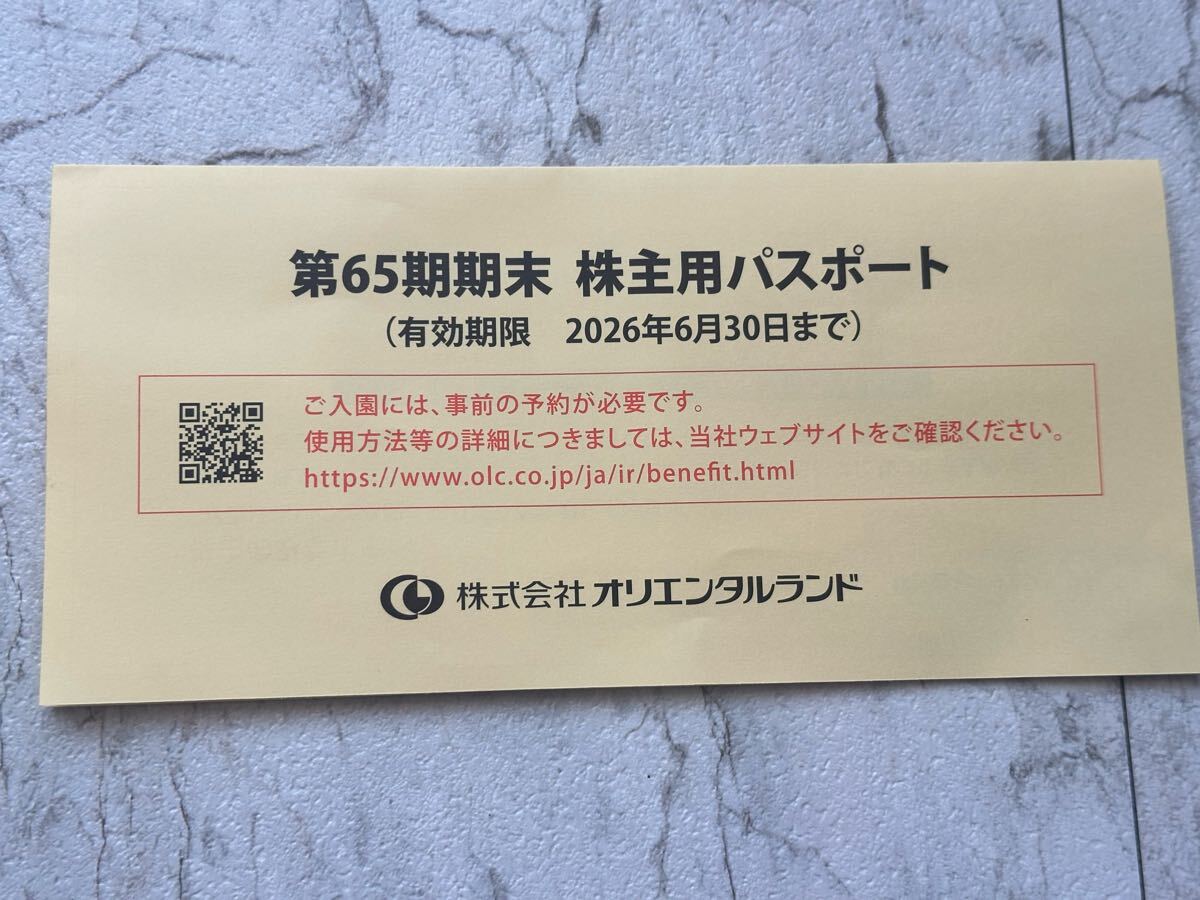 第65期期末 株主用パスポート
(有効期限　2026年6月30日まで)
ご入園には、事前の予約が必要です。
使用方法等の詳細につきましては、当社ウェブサイトをご確認ください。
https://www.olc.co.jp/ja/ir/benefit.html
株式会社オリエンタルランド